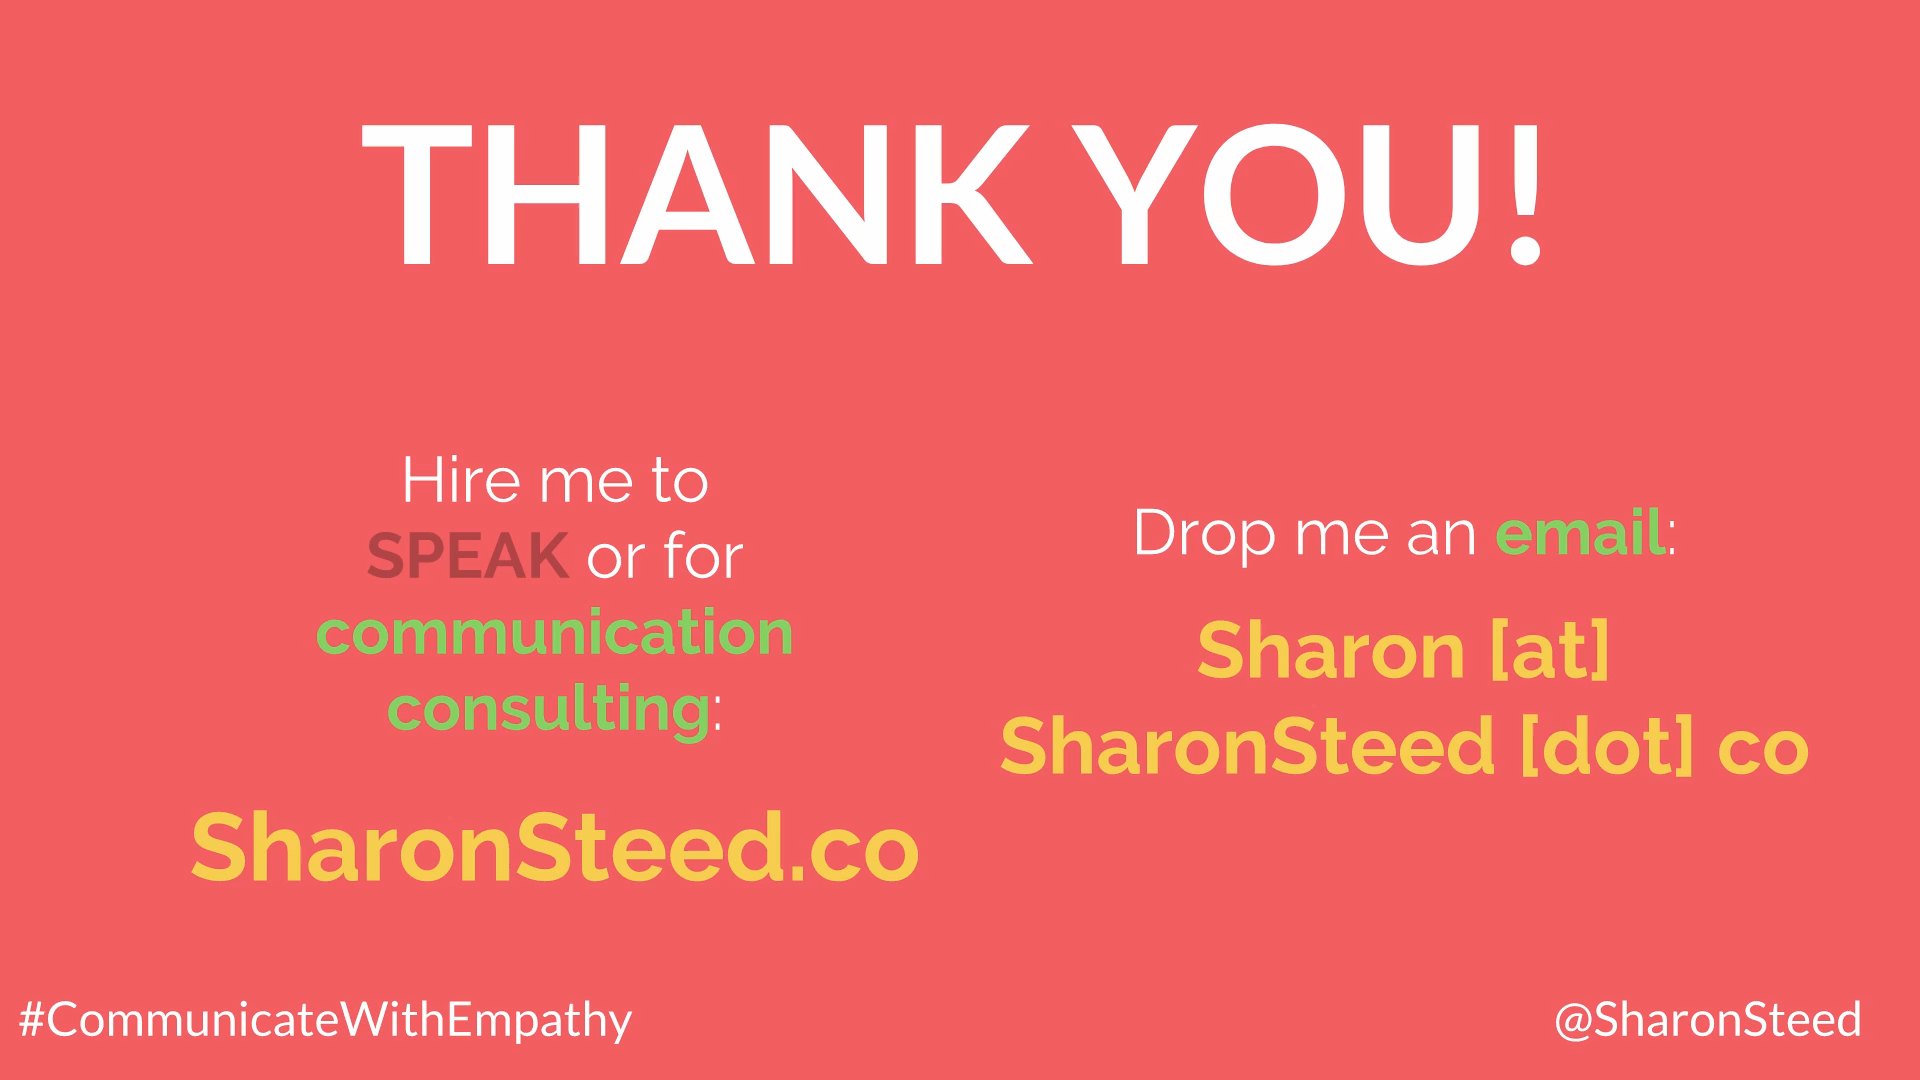 THANK YOU!
Hire me to
SPEAK or for
communication
consulting:
SharonSteed.co
Drop me an email:
Sharon [at]
SharonSteed [dot] co
#CommunicateWithEmpathy
@SharonSteed